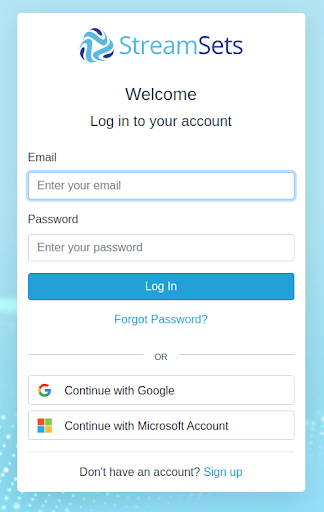 StreamSets
Welcome
Log in to your account
Email
Enter your email
Password
Enter your password
Log In
Forgot Password?
OR
Continue with Google
Continue with Microsoft Account
Don't have an account? Sign up